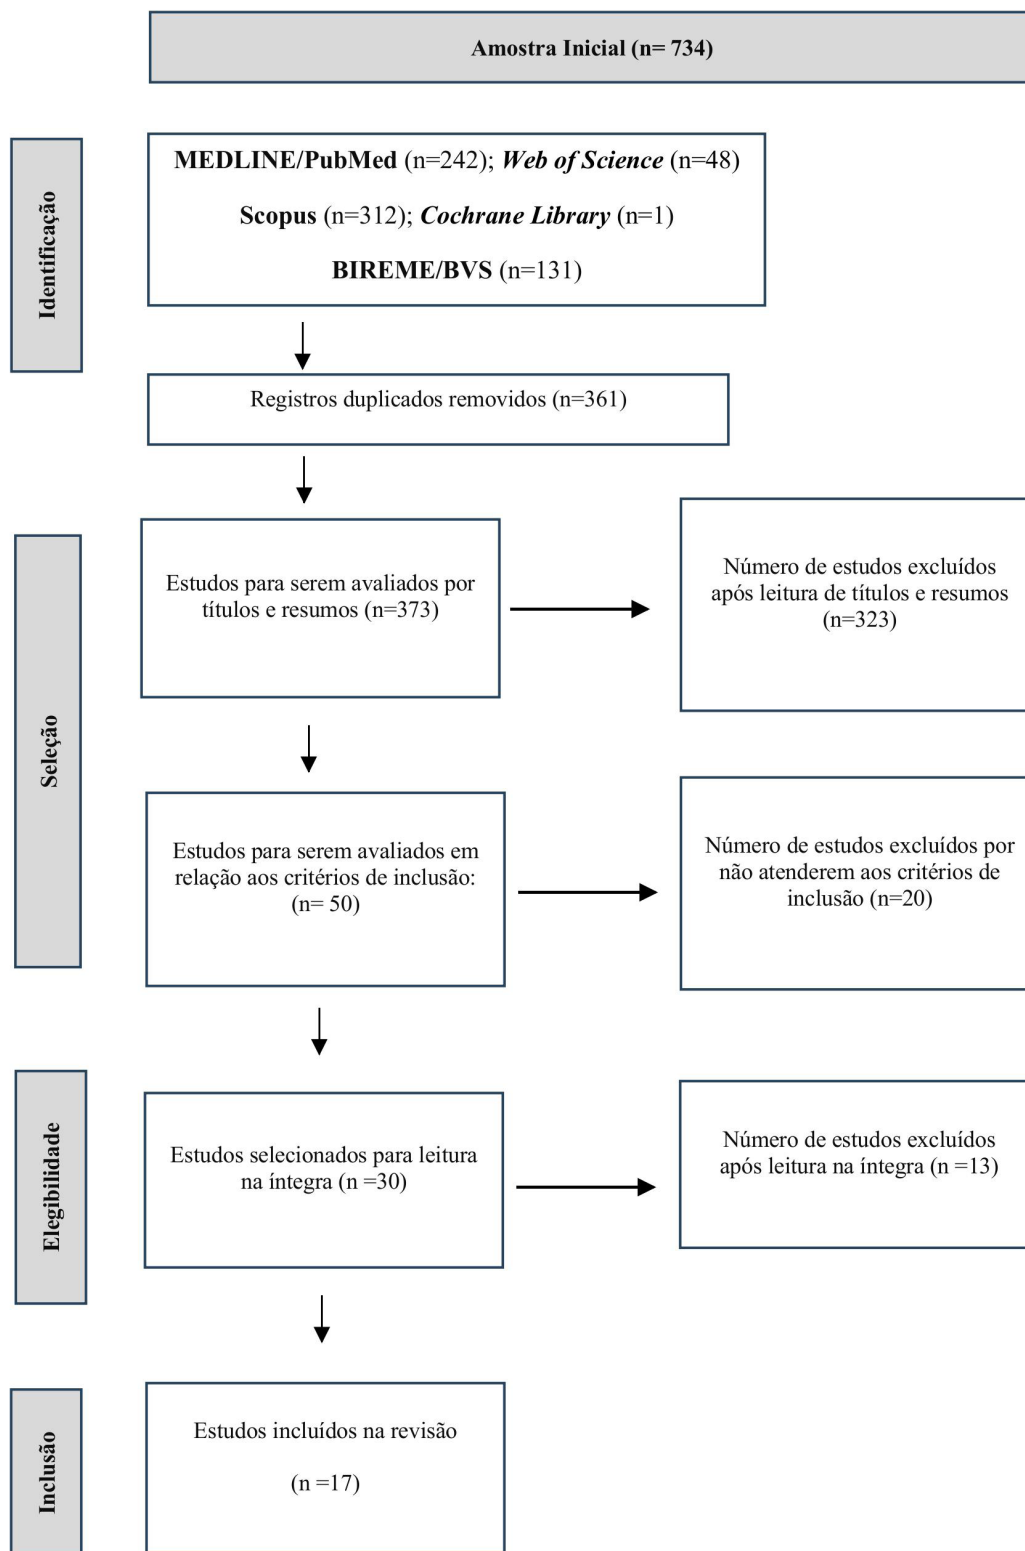 Amostra Inicial (n= 734)
Identificação
MEDLINE/PubMed (n=242); Web of Science (n=48)
Scopus (n=312); Cochrane Library (n=1)
BIREME/BVS (n=131)
Registros duplicados removidos (n=361)
Seleção
Estudos para serem avaliados por
títulos e resumos (n=373)
Número de estudos excluídos
após leitura de títulos e resumos
(n=323)
Estudos para serem avaliados em
relação aos critérios de inclusão:
(n= 50)
Número de estudos excluídos por
não atenderem aos critérios de
inclusão (n=20)
Elegibilidade
Estudos selecionados para leitura
na íntegra (n =30)
Número de estudos excluídos
após leitura na íntegra (n =13)
Inclusão
Estudos incluídos na revisão
(n =17)